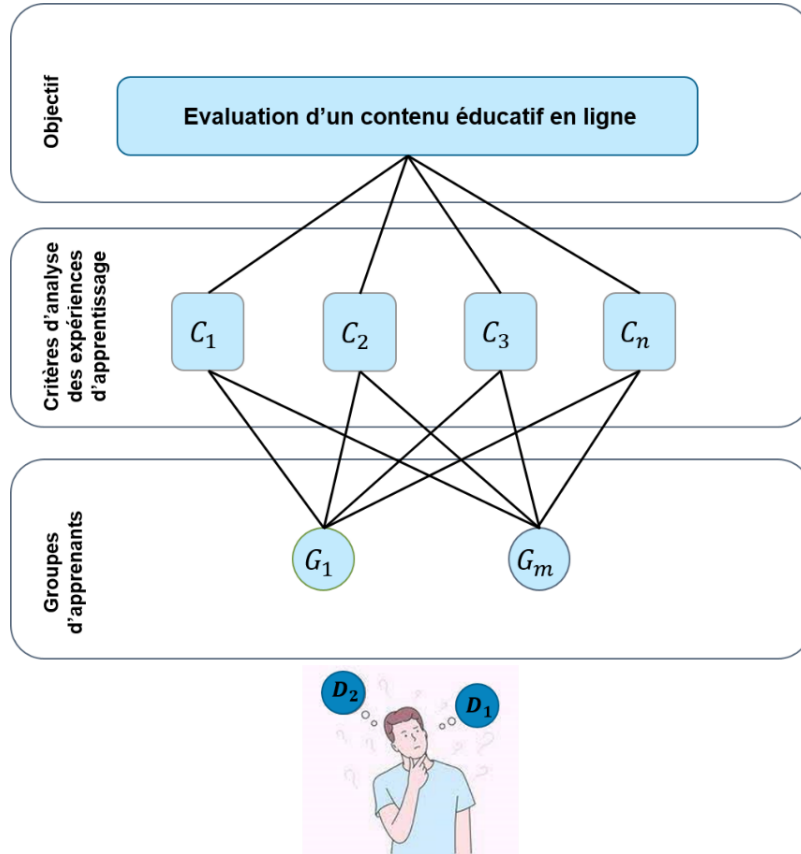 Objectif
Evaluation d’un contenu éducatif en ligne
Critères d’analyse
des expériences
d’apprentissage
C₁ C₂ C₃ Cₙ
Groupes
d’apprenants
G₁ Gₘ
D₂ D₁